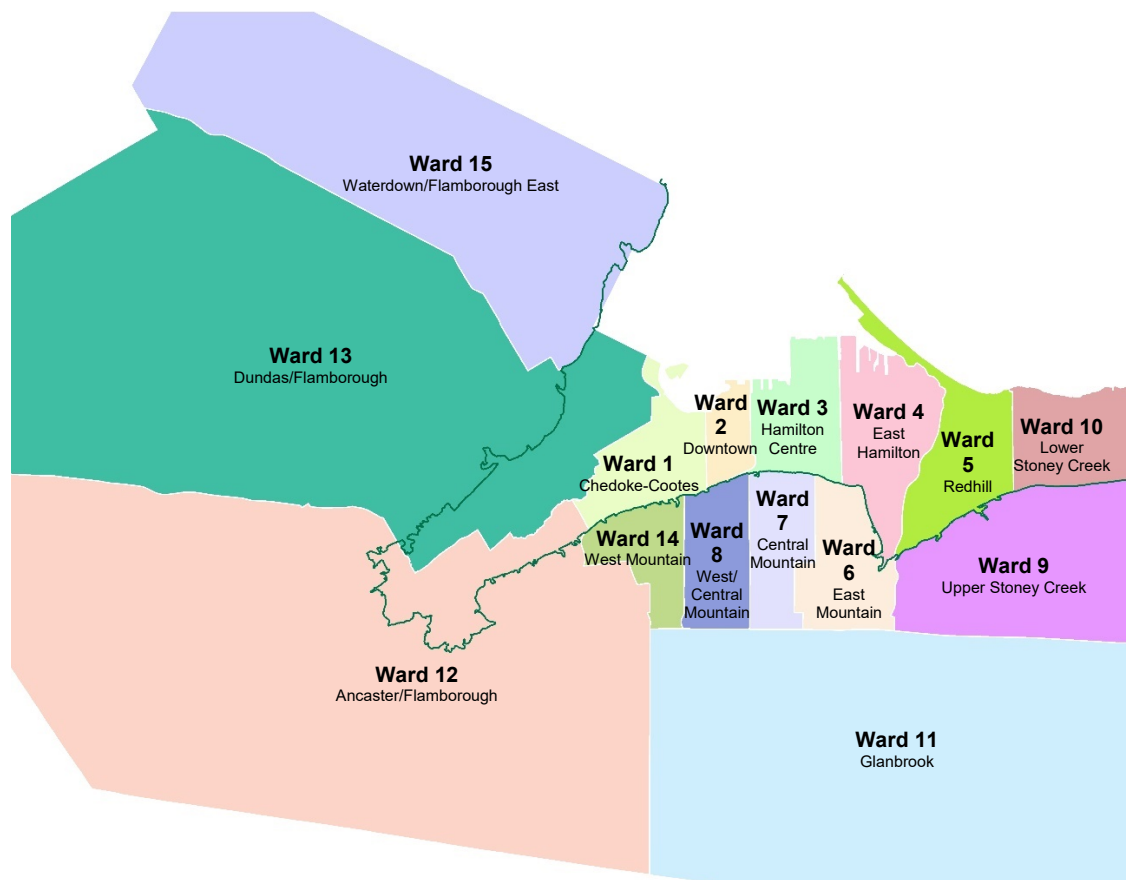 Ward 15
Waterdown/Flamborough East
Ward 13
Dundas/Flamborough
Ward 1
Chedoke-Cootes
Ward
2
Downtown
Ward 3
Hamilton
Centre
Ward 4
East
Hamilton
Ward
5
Redhill
Ward 10
Lower
Stoney Creek
Ward 14
West Mountain
Ward
8
West/
Central
Mountain
Ward
7
Central
Mountain
Ward
6
East
Mountain
Ward 9
Upper Stoney Creek
Ward 12
Ancaster/Flamborough
Ward 11
Glanbrook